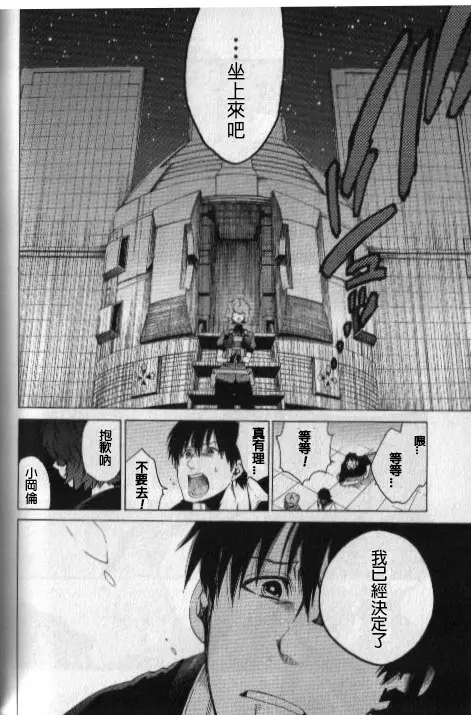 …坐上來吧
喂…
等等…
等等！
真有理…
不要去！
抱歉吶
小岡倫
我已經決定了